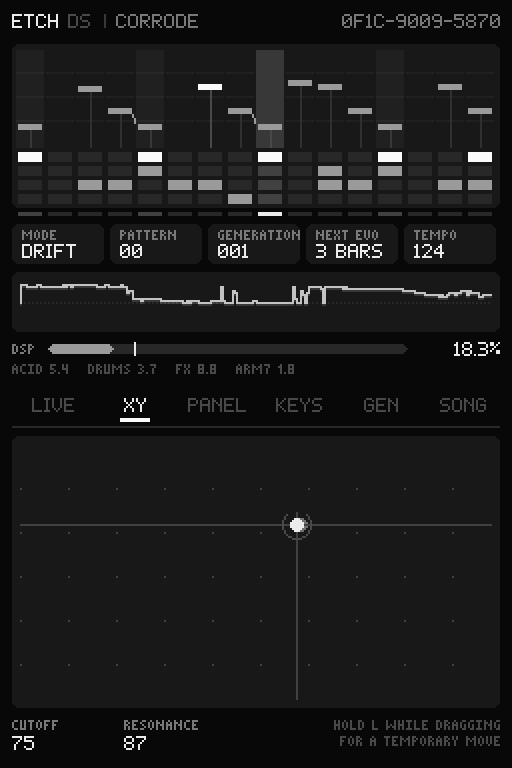 ETCH DS | CORRODE 0F1C-9009-5870
MODE PATTERN GENERATION NEXT EVO TEMPO
DRIFT 00 001 3 BARS 124
DSP 18.3%
ACID 5.4 DRUMS 3.7 FX 8.8 ARM7 1.8
LIVE XY PANEL KEYS GEN SONG
CUTOFF RESONANCE HOLD L WHILE DRAGGING
75 87 FOR A TEMPORARY MOVE